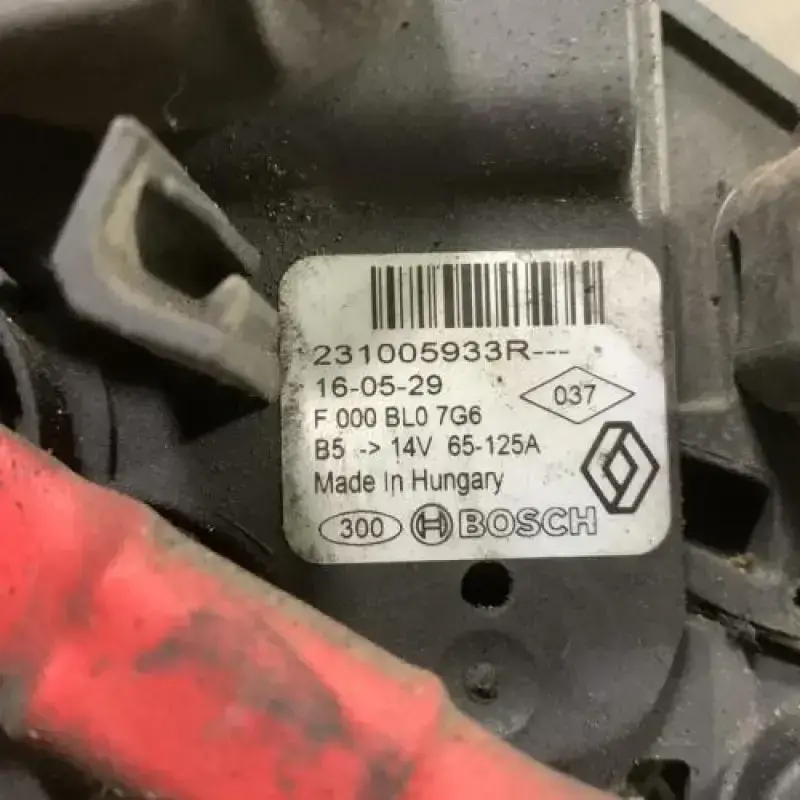 231005933R---
16-05-29
037
F 000 BL0 7G6
B5 -> 14V 65-125A
Made In Hungary
300 BOSCH